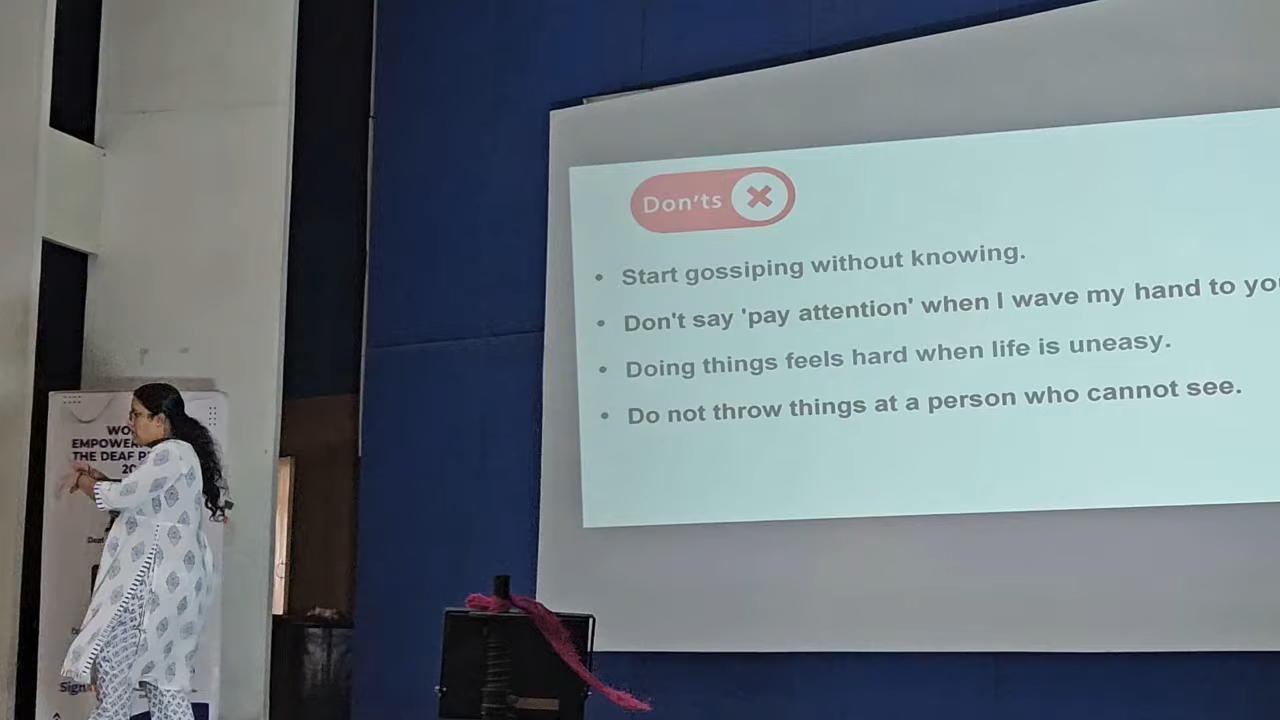 Don'ts
Start gossiping without knowing.
Don't say 'pay attention' when I wave my hand to you
Doing things feels hard when life is uneasy.
Do not throw things at a person who cannot see.
THE DEAF